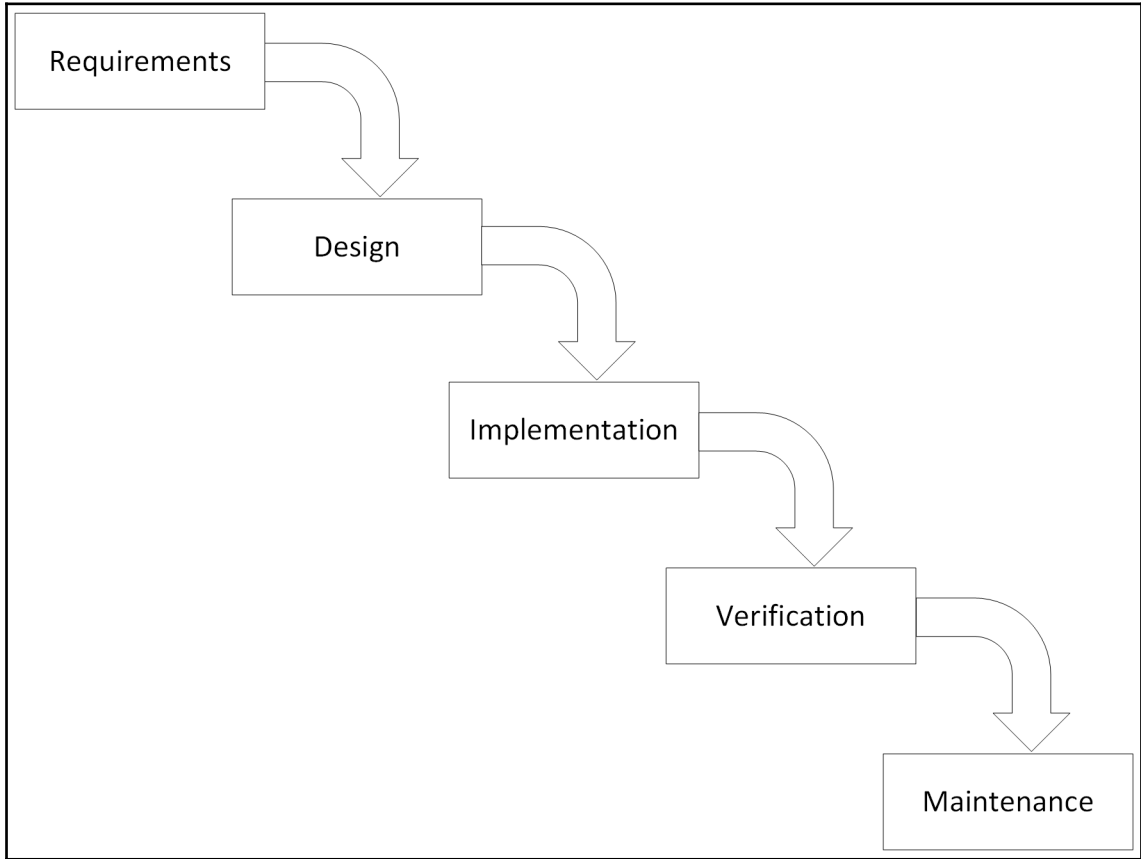 Requirements
Design
Implementation
Verification
Maintenance